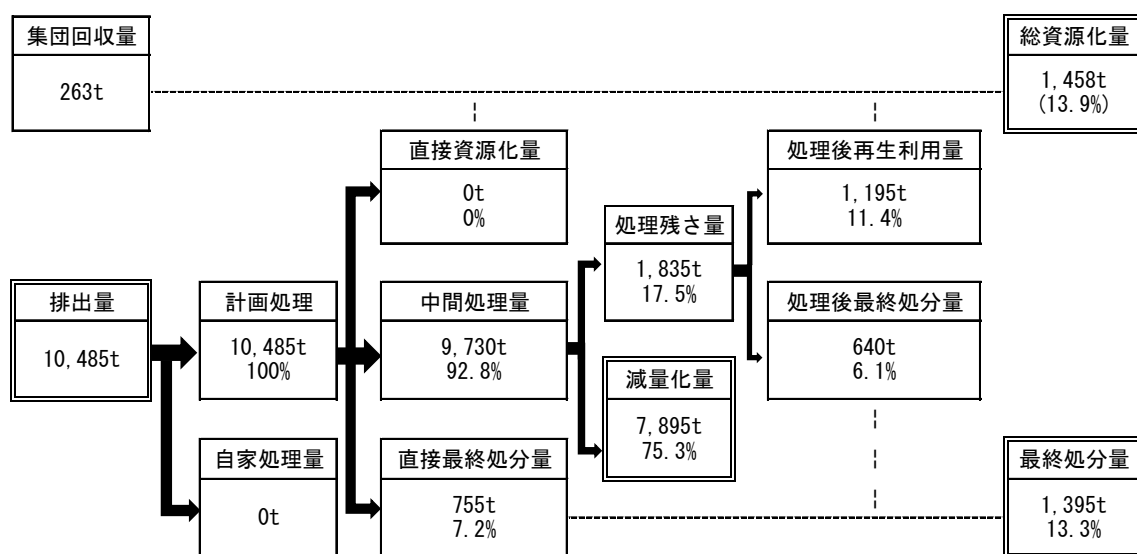 集団回収量
263t
総資源化量
1,458t
(13.9%)
直接資源化量
0t
0%
処理後再生利用量
1,195t
11.4%
処理残さ量
1,835t
17.5%
排出量
10,485t
計画処理
10,485t
100%
中間処理量
9,730t
92.8%
処理後最終処分量
640t
6.1%
減量化量
7,895t
75.3%
自家処理量
0t
直接最終処分量
755t
7.2%
最終処分量
1,395t
13.3%